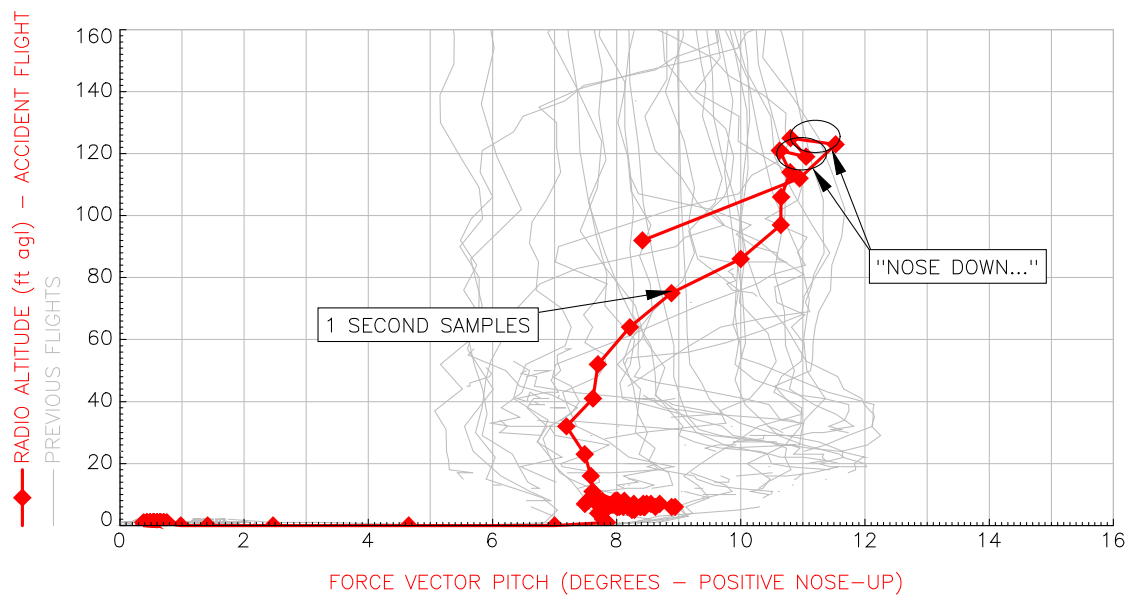 RADIO ALTITUDE (ft agl) – ACCIDENT FLIGHT
PREVIOUS FLIGHTS
160
140
120
100
80
60
40
20
0
"NOSE DOWN..."
1 SECOND SAMPLES
0 2 4 6 8 10 12 14 16
FORCE VECTOR PITCH (DEGREES – POSITIVE NOSE–UP)